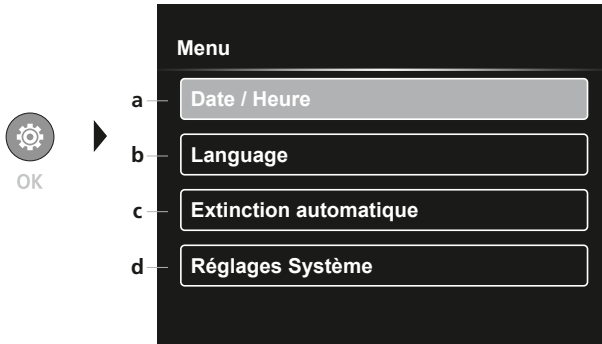 Menu
a Date / Heure
b Language
OK
c Extinction automatique
d Réglages Système